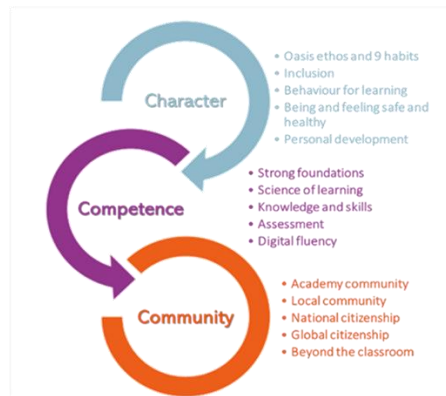 Character
• Oasis ethos and 9 habits
• Inclusion
• Behaviour for learning
• Being and feeling safe and
healthy
• Personal development
Competence
• Strong foundations
• Science of learning
• Knowledge and skills
• Assessment
• Digital fluency
Community
• Academy community
• Local community
• National citizenship
• Global citizenship
• Beyond the classroom